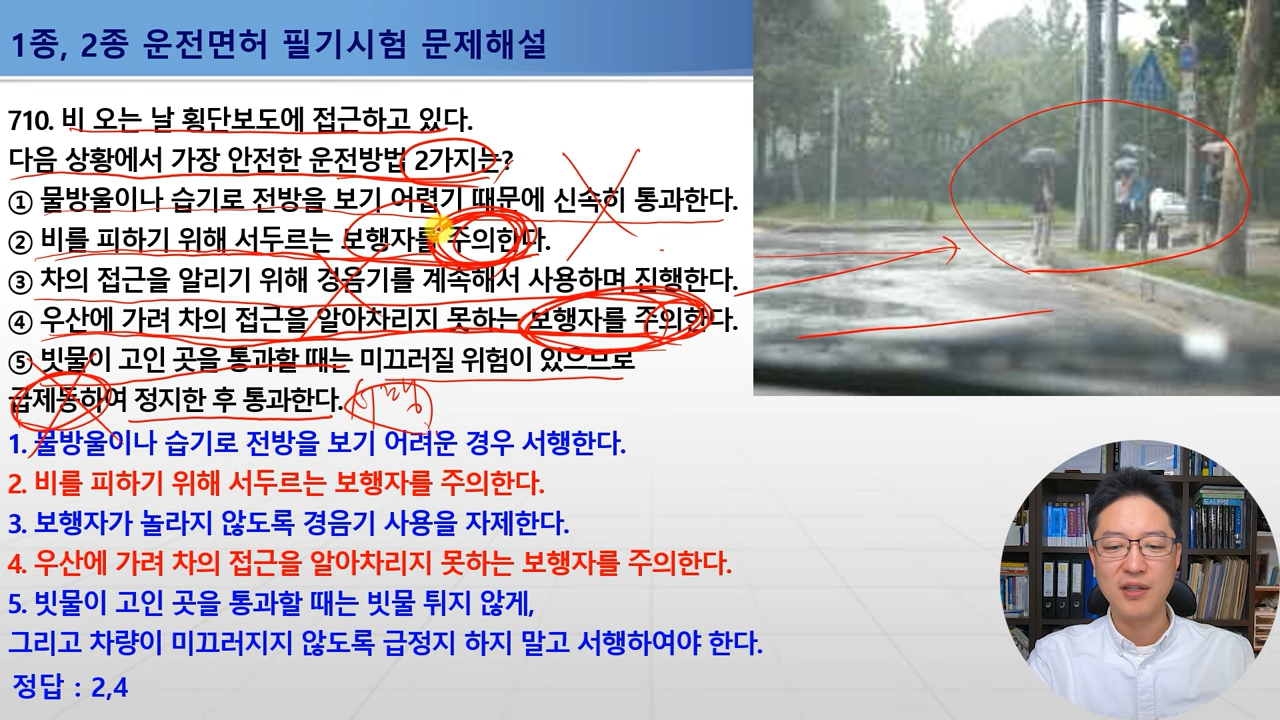 1종, 2종 운전면허 필기시험 문제해설
710. 비 오는 날 횡단보도에 접근하고 있다.
다음 상황에서 가장 안전한 운전방법 2가지는?
① 물방울이나 습기로 전방을 보기 어렵기 때문에 신속히 통과한다.
② 비를 피하기 위해 서두르는 보행자를 주의한다.
③ 차의 접근을 알리기 위해 경음기를 계속해서 사용하며 진행한다.
④ 우산에 가려 차의 접근을 알아차리지 못하는 보행자를 주의한다.
⑤ 빗물이 고인 곳을 통과할 때는 미끄러질 위험이 있으므로
급제동하여 정지한 후 통과한다. 서행
1. 물방울이나 습기로 전방을 보기 어려운 경우 서행한다.
2. 비를 피하기 위해 서두르는 보행자를 주의한다.
3. 보행자가 놀라지 않도록 경음기 사용을 자제한다.
4. 우산에 가려 차의 접근을 알아차리지 못하는 보행자를 주의한다.
5. 빗물이 고인 곳을 통과할 때는 빗물 튀지 않게,
그리고 차량이 미끄러지지 않도록 급정지 하지 말고 서행하여야 한다.
정답 : 2,4